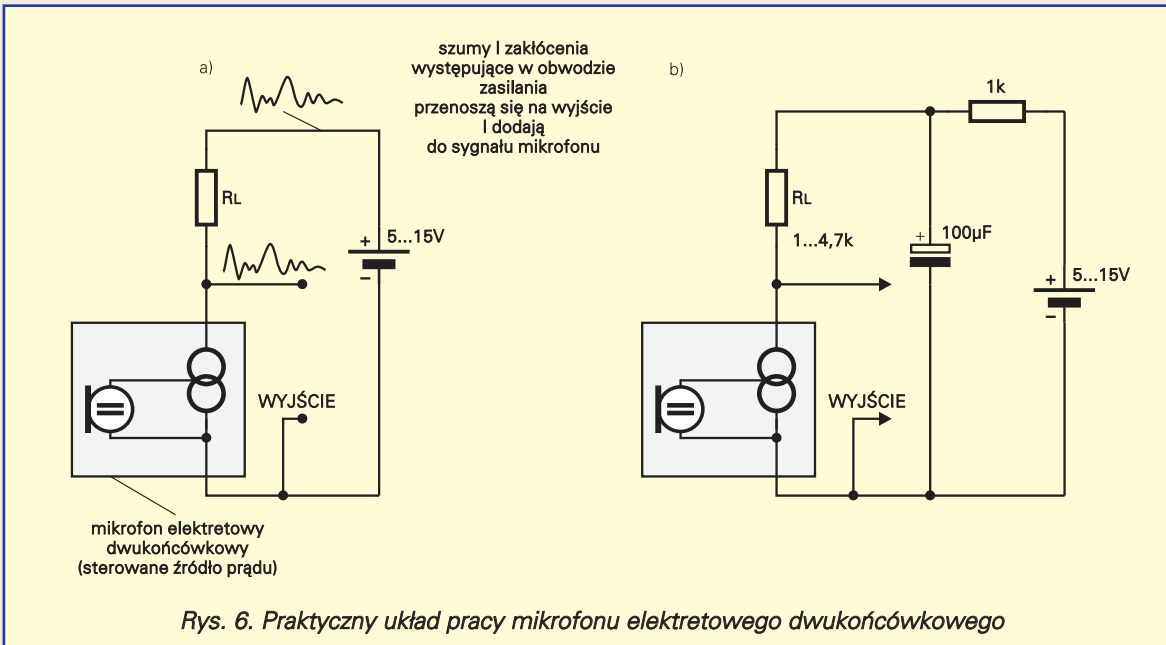 a)
szumy I zakłócenia
występujące w obwodzie
zasilania
przenoszą się na wyjście
I dodają
do sygnału mikrofonu
RL
+ 5...15V
–
WYJŚCIE
mikrofon elektretowy
dwukońcówkowy
(sterowane źródło prądu)
b)
1k
RL
1...4,7k
+ 100µF
+ 5...15V
–
WYJŚCIE
Rys. 6. Praktyczny układ pracy mikrofonu elektretowego dwukońcówkowego